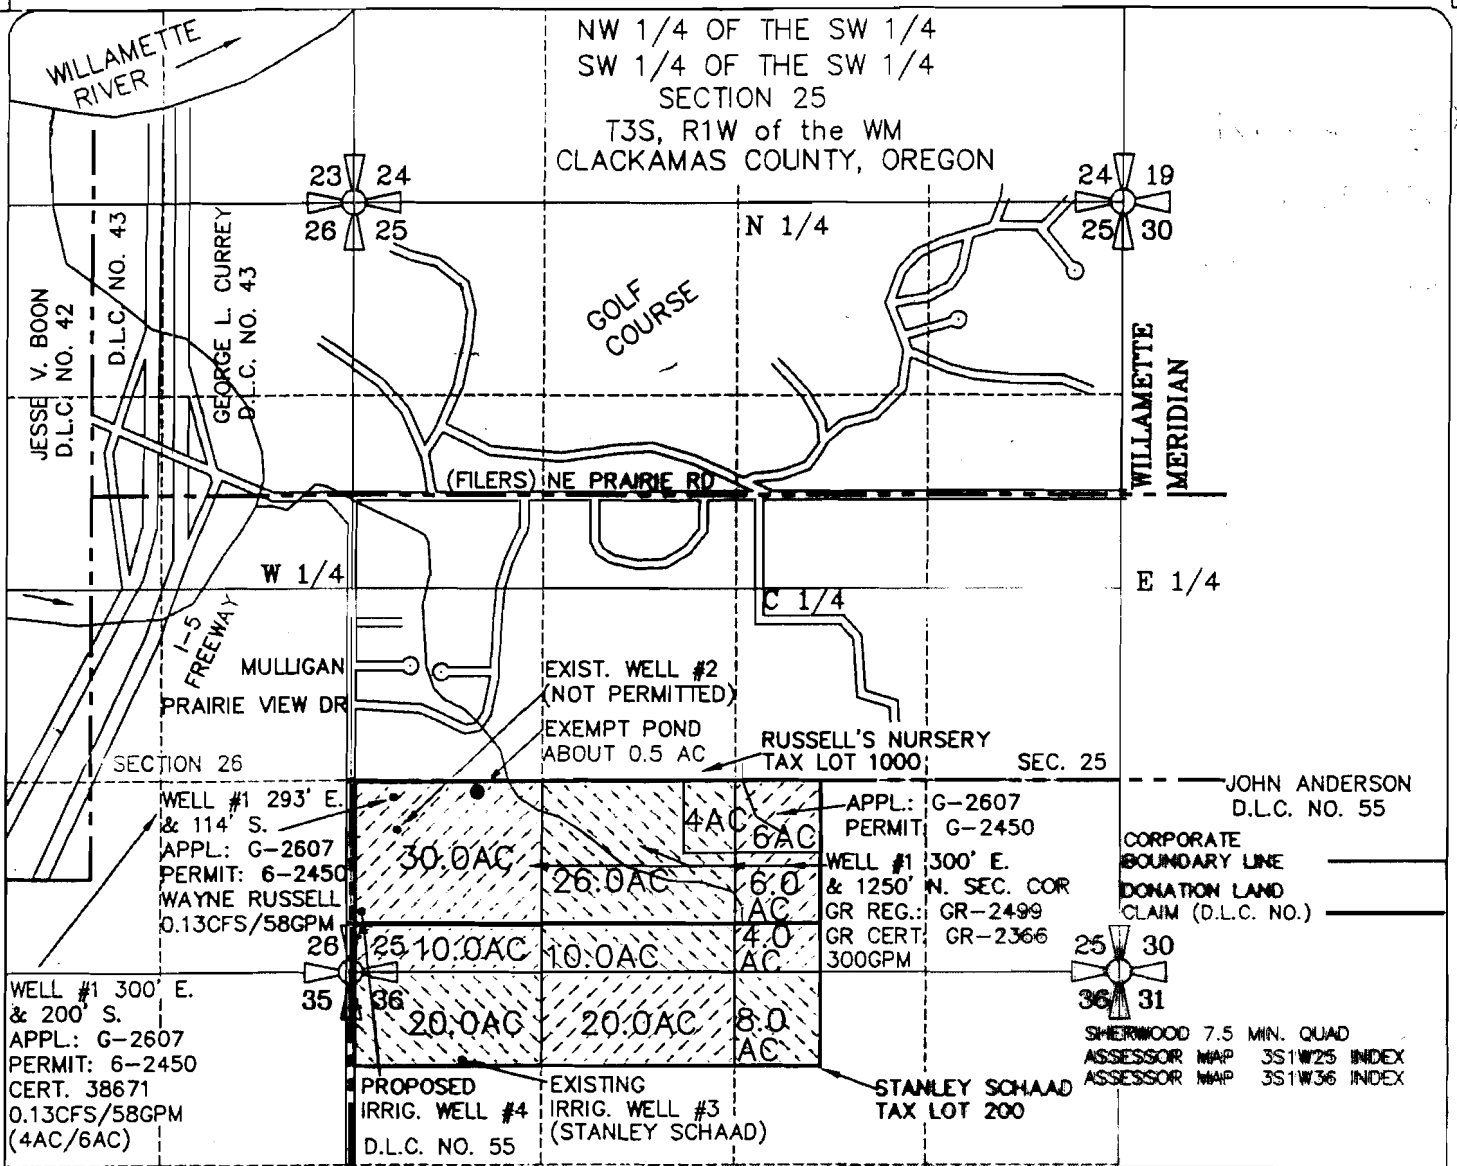 NW 1/4 OF THE SW 1/4
SW 1/4 OF THE SW 1/4
SECTION 25
T3S, R1W of the WM
CLACKAMAS COUNTY, OREGON
WILLAMETTE
RIVER
23 24
26 25
24 19
25 30
N 1/4
JESSE V. BOON
D.L.C. NO. 42
D.L.C. NO. 43
GEORGE L. CURREY
D.L.C. NO. 43
GOLF
COURSE
WILLAMETTE
MERIDIAN
(FILERS) NE PRAIRIE RD
W 1/4
C 1/4
E 1/4
I-5
FREEWAY
MULLIGAN
PRAIRIE VIEW DR
EXIST. WELL #2
(NOT PERMITTED)
EXEMPT POND
ABOUT 0.5 AC
RUSSELL'S NURSERY
TAX LOT 1000
SECTION 26
SEC. 25
JOHN ANDERSON
D.L.C. NO. 55
WELL #1 293' E.
& 114' S.
APPL.: G-2607
PERMIT: 6-2450
WAYNE RUSSELL
0.13CFS/58GPM
30.0AC
26.0AC
4AC
6AC
6.0
AC
APPL.: G-2607
PERMIT G-2450
WELL #1 300' E.
& 1250' N. SEC. COR
GR REG.: GR-2499
GR CERT. GR-2366
300GPM
CORPORATE
BOUNDARY LINE
DONATION LAND
CLAIM (D.L.C. NO.)
10.0AC
10.0AC
4.0
AC
26 25
35 36
25 30
36 31
20.0AC
20.0AC
8.0
AC
WELL #1 300' E.
& 200' S.
APPL.: G-2607
PERMIT: 6-2450
CERT. 38671
0.13CFS/58GPM
(4AC/6AC)
PROPOSED
IRRIG. WELL #4
D.L.C. NO. 55
EXISTING
IRRIG. WELL #3
(STANLEY SCHAAD)
STANLEY SCHAAD
TAX LOT 200
SHERWOOD 7.5 MIN. QUAD
ASSESSOR MAP 3S1W25 INDEX
ASSESSOR MAP 3S1W36 INDEX